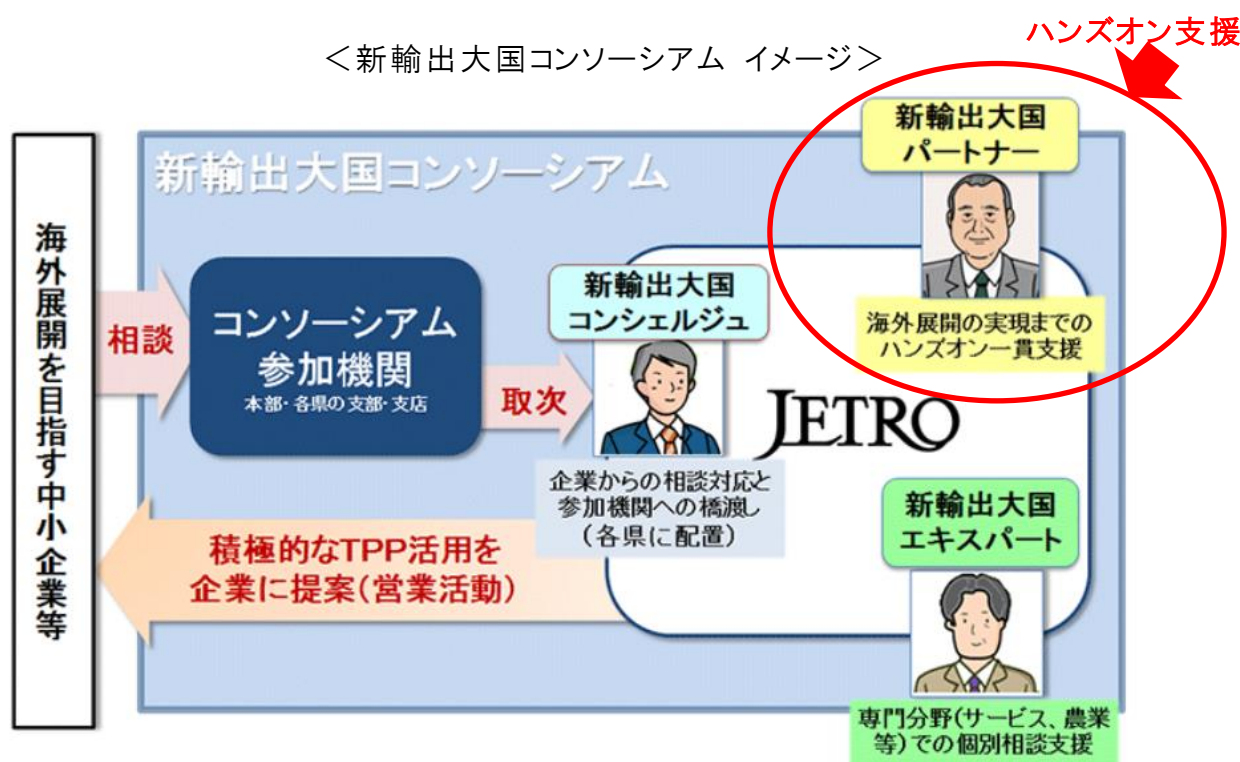 ハンズオン支援
＜新輸出大国コンソーシアム イメージ＞
新輸出大国
パートナー
新輸出大国コンソーシアム
海外展開を目指す中小企業等
相談
コンソーシアム
参加機関
本部・各県の支部・支店
取次
新輸出大国
コンシェルジュ
海外展開の実現までの
ハンズオン一貫支援
JETRO
企業からの相談対応と
参加機関への橋渡し
（各県に配置）
新輸出大国
エキスパート
積極的なTPP活用を
企業に提案（営業活動）
専門分野（サービス、農業
等）での個別相談支援